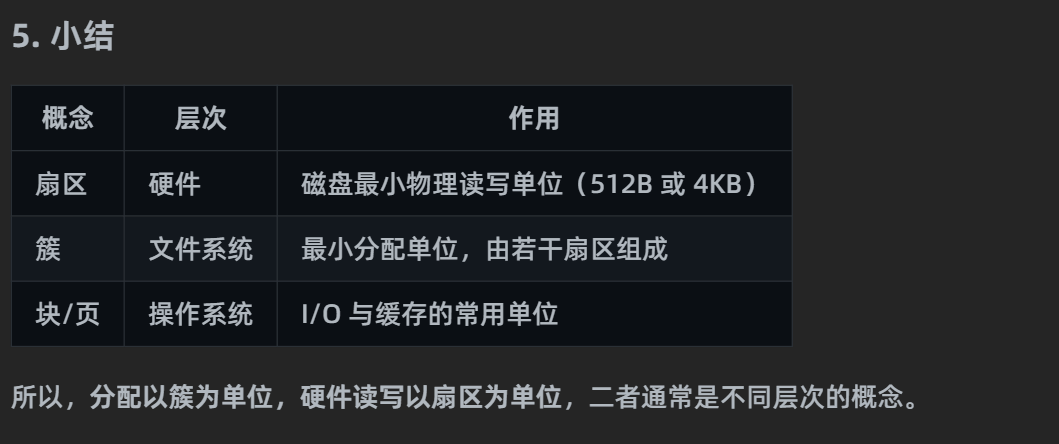 5. 小结
概念 层次 作用
扇区 硬件 磁盘最小物理读写单位（512B 或 4KB）
簇 文件系统 最小分配单位，由若干扇区组成
块/页 操作系统 I/O 与缓存的常用单位
所以，分配以簇为单位，硬件读写以扇区为单位，二者通常是不同层次的概念。